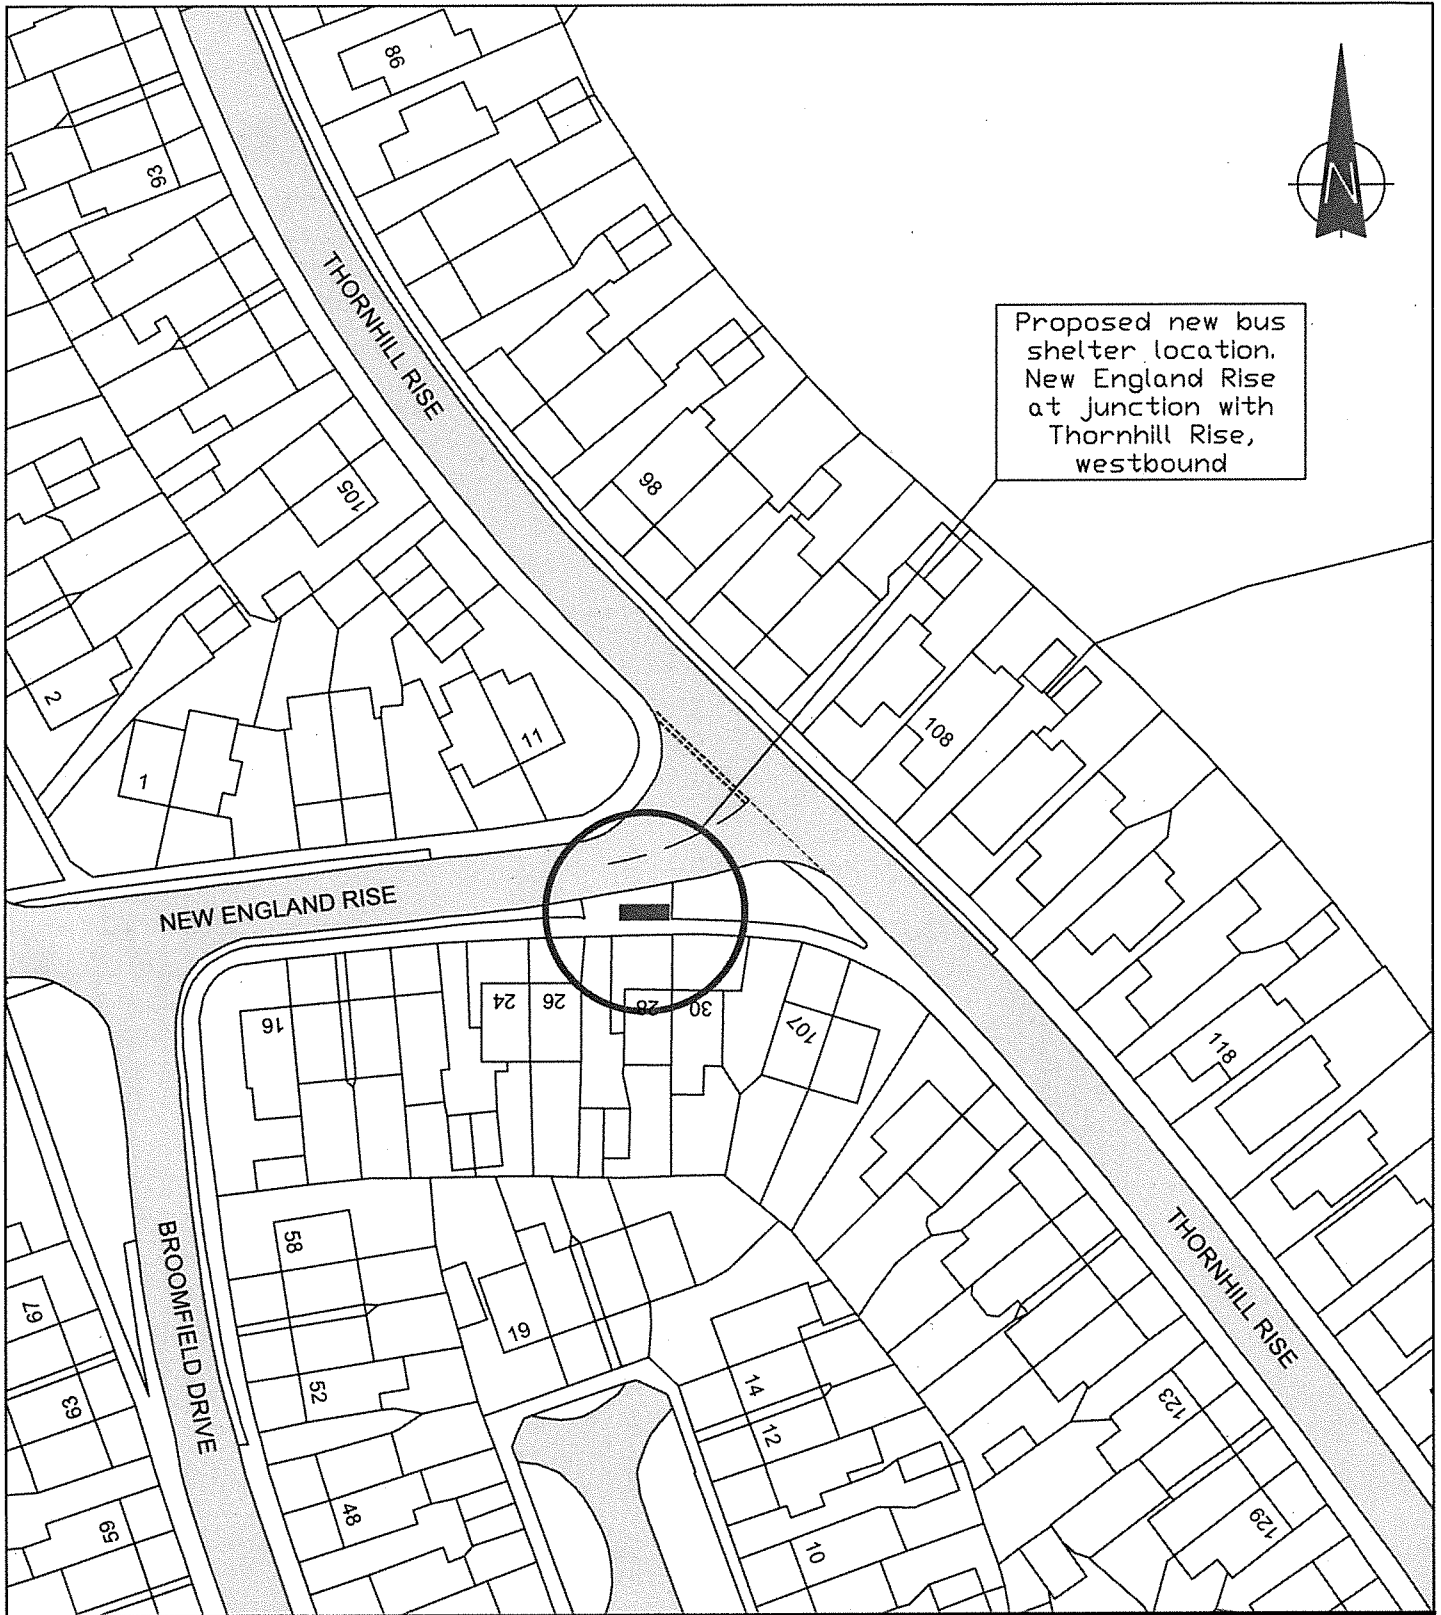 86
N
93
THORNHILL RISE
Proposed new bus
shelter location.
New England Rise
at junction with
Thornhill Rise,
westbound
98
105
2
1
11
108
NEW ENGLAND RISE
16
24
26
28
30
107
118
58
BROOMFIELD DRIVE
THORNHILL RISE
67
19
52
63
14
12
123
48
59
10
129